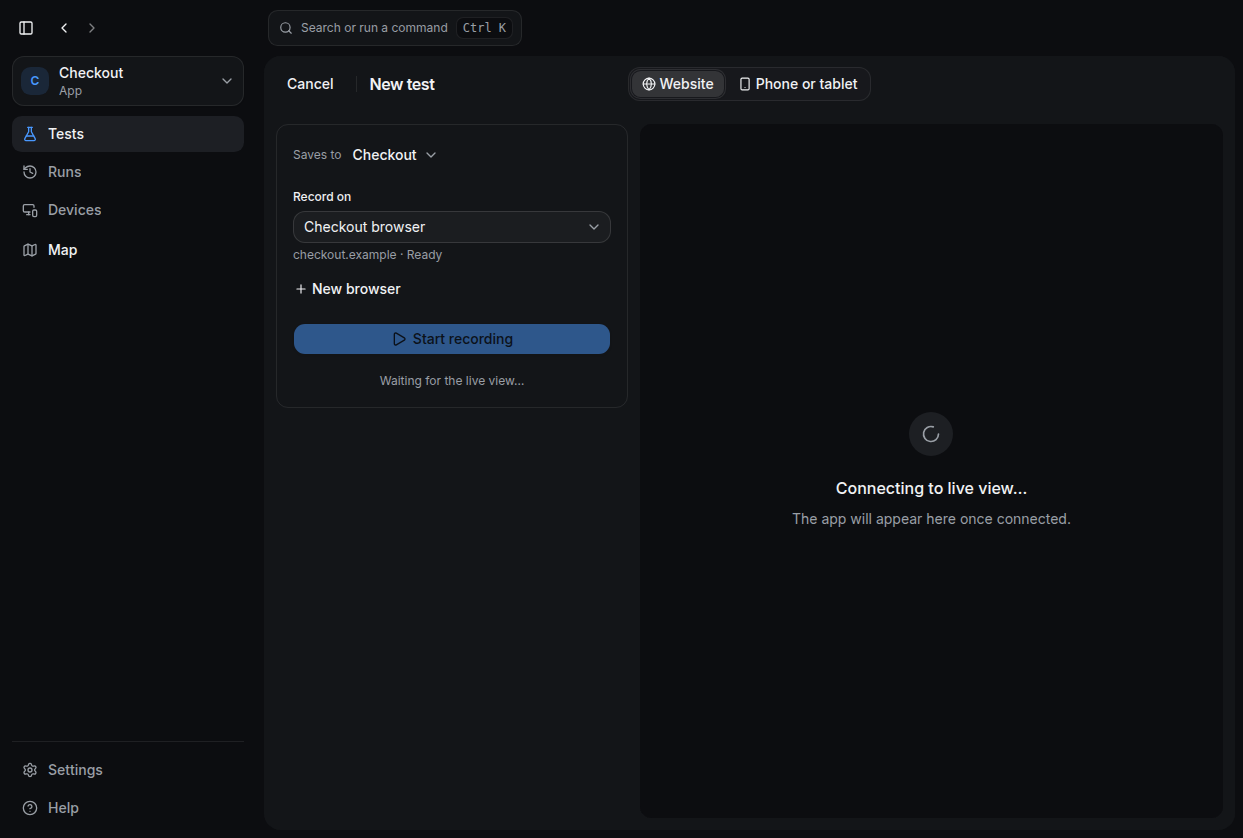 Search or run a command Ctrl K
C
Checkout
App
Tests
Runs
Devices
Map
Settings
Help
Cancel
New test
Website
Phone or tablet
Saves to Checkout
Record on
Checkout browser
checkout.example · Ready
New browser
Start recording
Waiting for the live view...
Connecting to live view...
The app will appear here once connected.